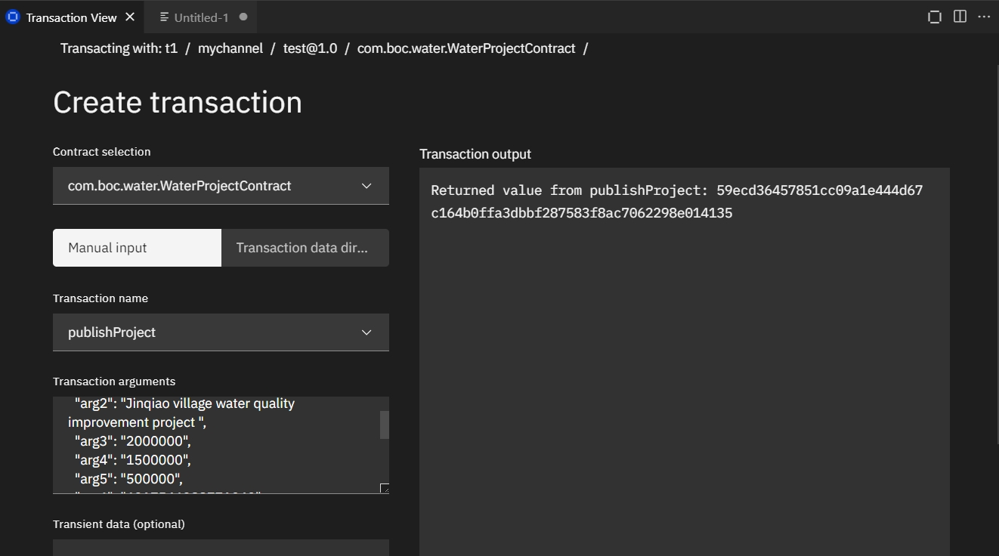 Transaction View
Untitled-1
Transacting with: t1 / mychannel / test@1.0 / com.boc.water.WaterProjectContract /
Create transaction
Contract selection
com.boc.water.WaterProjectContract
Manual input
Transaction data dir...
Transaction name
publishProject
Transaction arguments
"arg2": "Jinqiao village water quality
improvement project ",
"arg3": "2000000",
"arg4": "1500000",
"arg5": "500000",
Transient data (optional)
Transaction output
Returned value from publishProject: 59ecd36457851cc09a1e444d67
c164b0ffa3dbbf287583f8ac7062298e014135